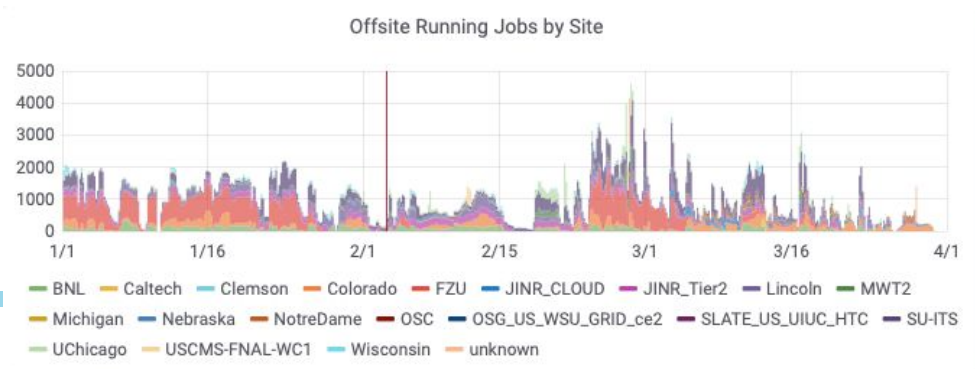 Offsite Running Jobs by Site
5000
4000
3000
2000
1000
0
1/1 1/16 2/1 2/15 3/1 3/16 4/1
BNL Caltech Clemson Colorado FZU JINR_CLOUD JINR_Tier2 Lincoln MWT2
Michigan Nebraska NotreDame OSC OSG_US_WSU_GRID_ce2 SLATE_US_UIUC_HTC SU-ITS
UChicago USCMS-FNAL-WC1 Wisconsin unknown